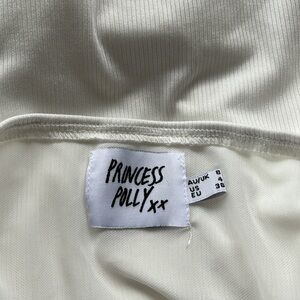 PRINCESS
POLLY xx
AU/UK 8
US 4
EU 36